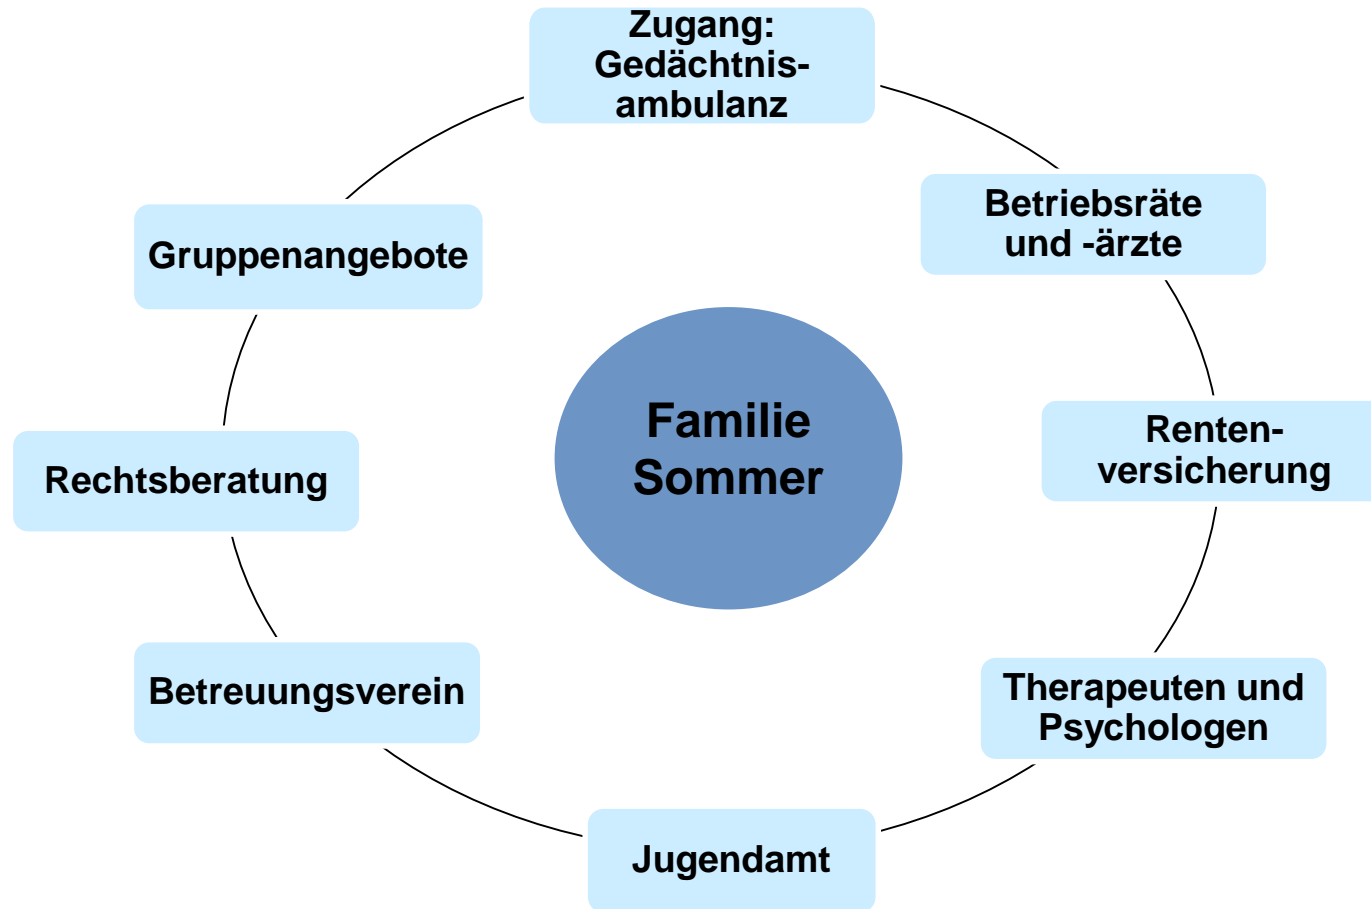 Zugang:
Gedächtnis-
ambulanz
Betriebsräte
und -ärzte
Renten-
versicherung
Therapeuten und
Psychologen
Jugendamt
Betreuungsverein
Rechtsberatung
Gruppenangebote
Familie
Sommer